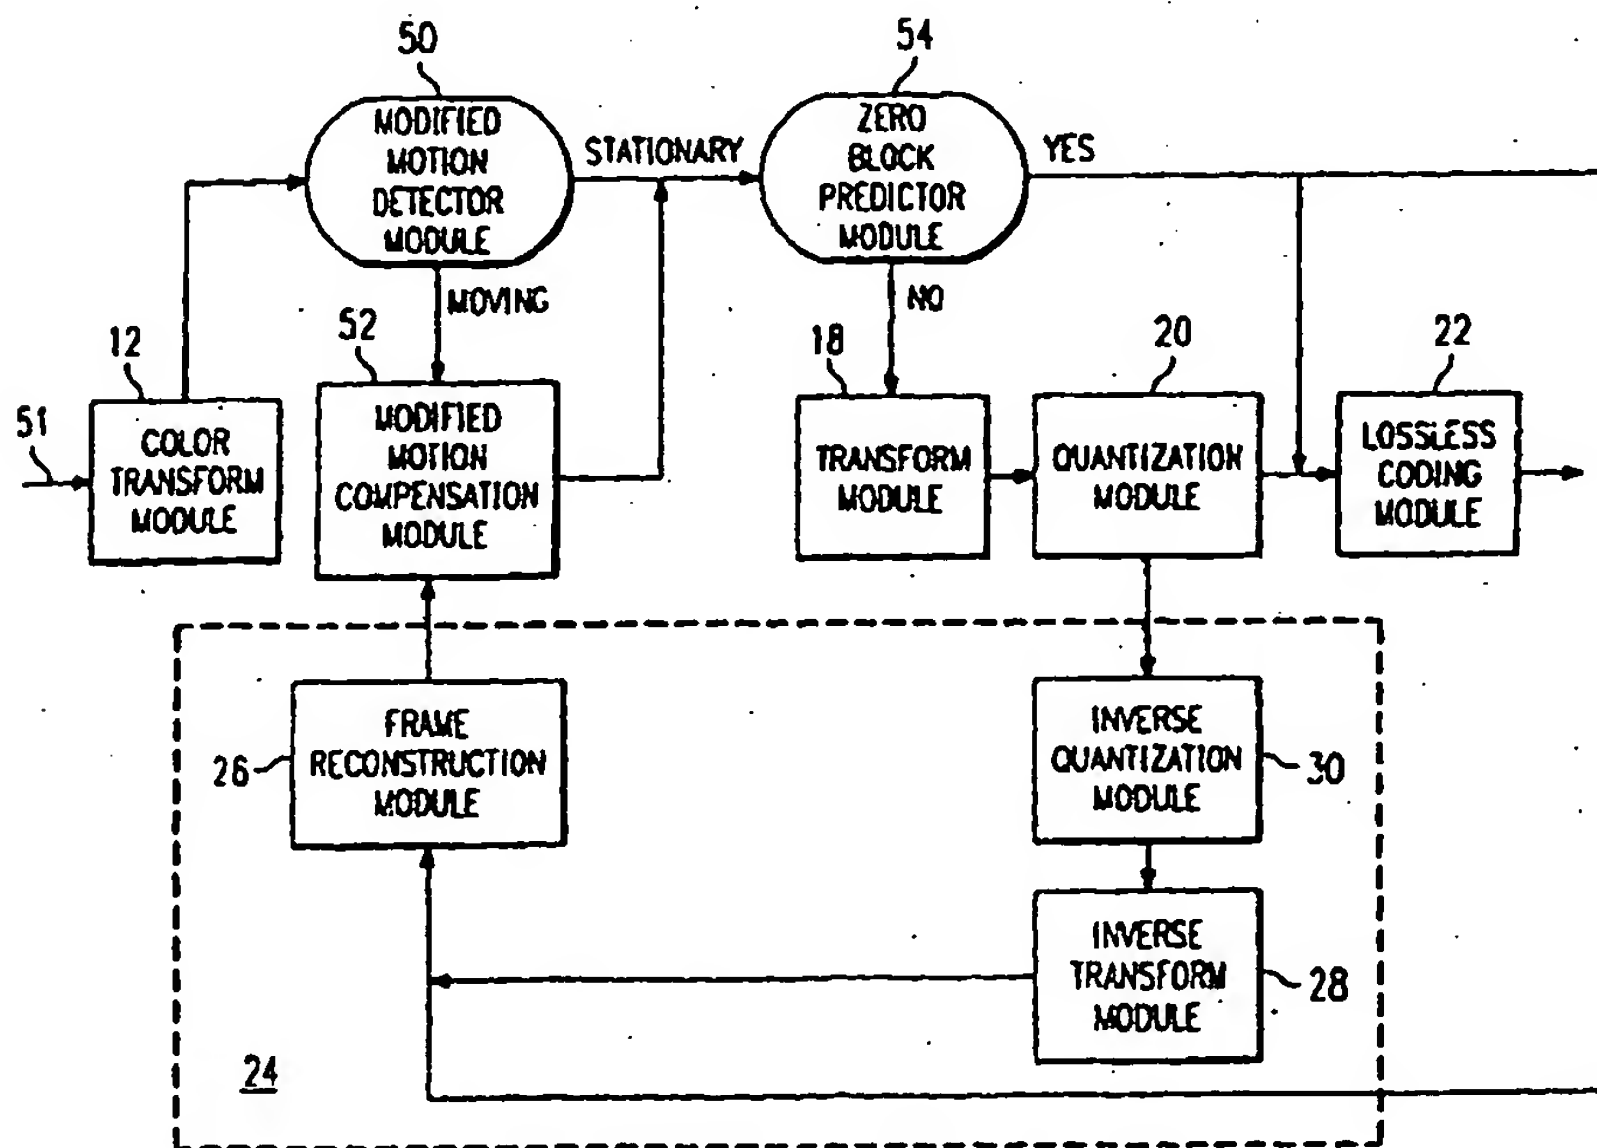 50
54
MODIFIED
MOTION
DETECTOR
MODULE
STATIONARY
ZERO
BLOCK
PREDICTOR
MODULE
YES
MOVING
NO
12
52
18
20
22
51
COLOR
TRANSFORM
MODULE
MODIFIED
MOTION
COMPENSATION
MODULE
TRANSFORM
MODULE
QUANTIZATION
MODULE
LOSSLESS
CODING
MODULE
26
FRAME
RECONSTRUCTION
MODULE
INVERSE
QUANTIZATION
MODULE
30
INVERSE
TRANSFORM
MODULE
28
24